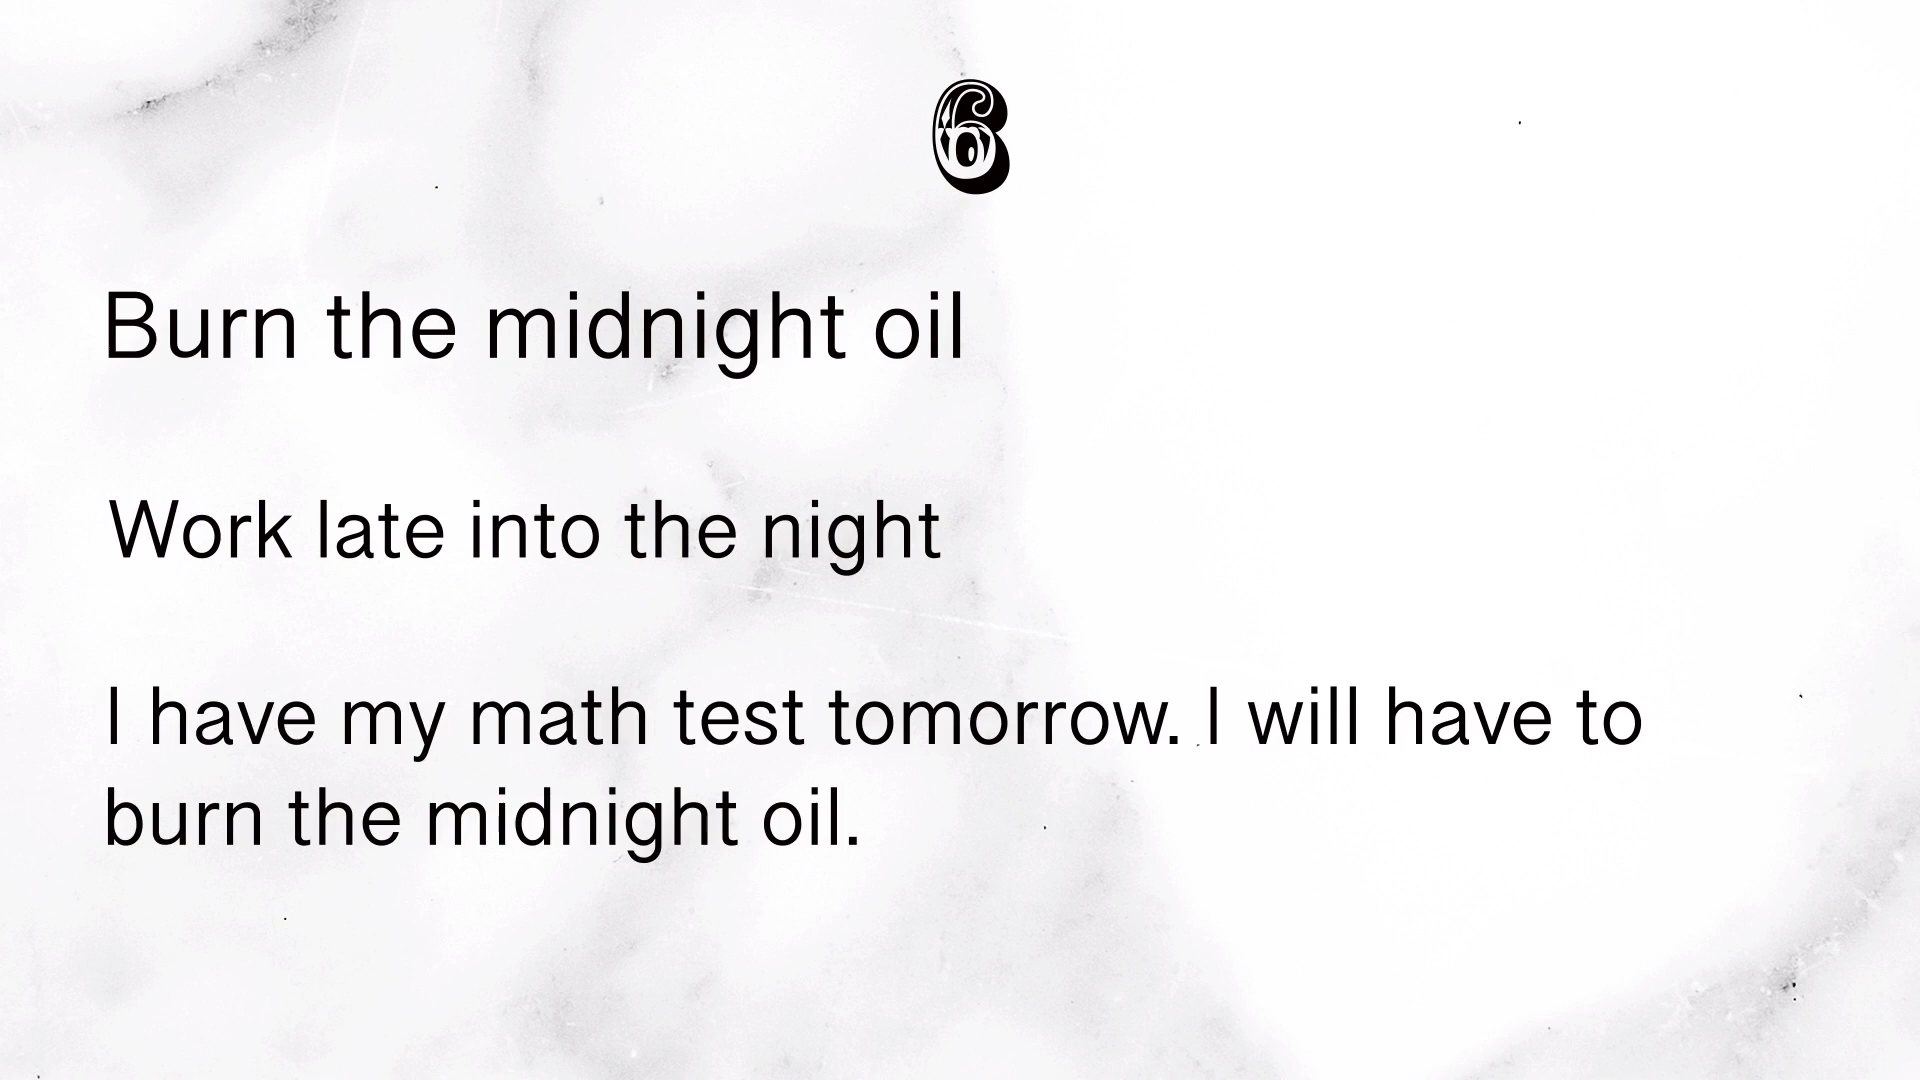 6
Burn the midnight oil
Work late into the night
I have my math test tomorrow. I will have to
burn the midnight oil.